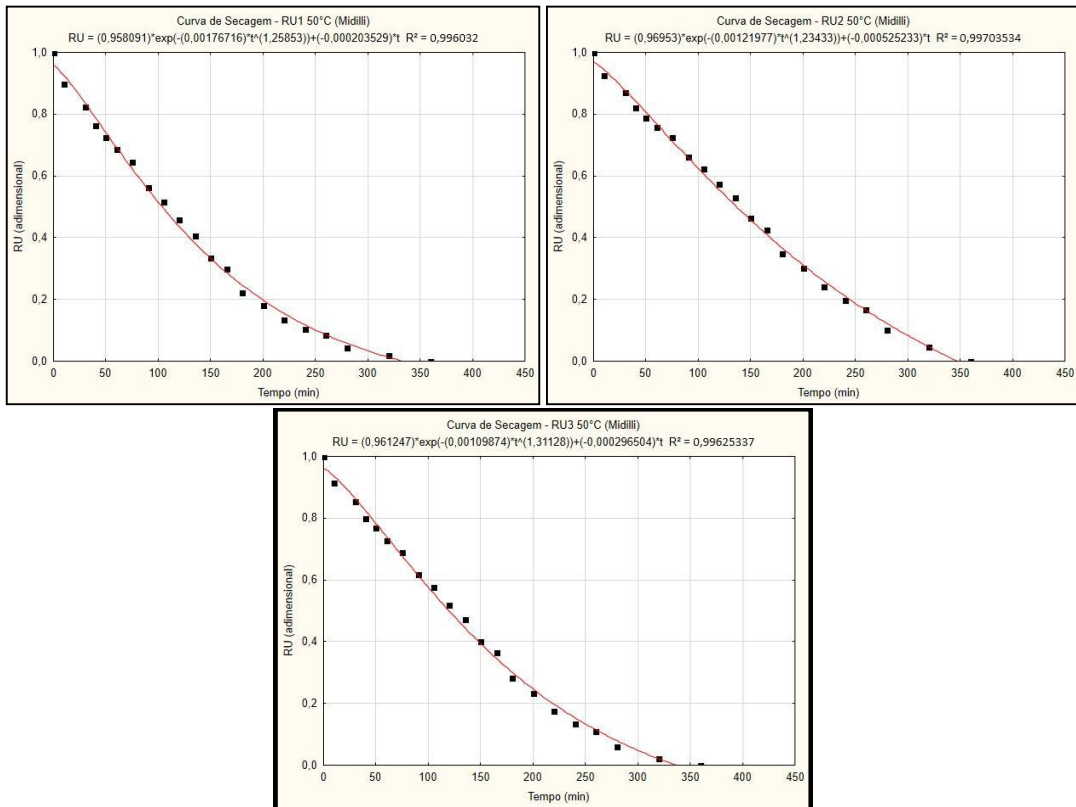 Curva de Secagem - RU1 50°C (Midilli)
RU = (0,958091)*exp(-(0,00176716)*t^(1,25853))+(-0,000203529)*t R² = 0,996032
1,0
0,8
0,6
0,4
0,2
0,0
RU (adimensional)
0 50 100 150 200 250 300 350 400 450
Tempo (min)
Curva de Secagem - RU2 50°C (Midilli)
RU = (0,96953)*exp(-(0,00121977)*t^(1,23433))+(-0,000525233)*t R² = 0,99703534
1,0
0,8
0,6
0,4
0,2
0,0
RU (adimensional)
0 50 100 150 200 250 300 350 400 450
Tempo (min)
Curva de Secagem - RU3 50°C (Midilli)
RU = (0,961247)*exp(-(0,00109874)*t^(1,31128))+(-0,000296504)*t R² = 0,99625337
1,0
0,8
0,6
0,4
0,2
0,0
RU (adimensional)
0 50 100 150 200 250 300 350 400 450
Tempo (min)